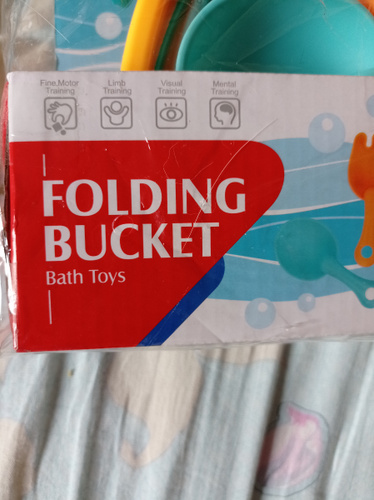 Fine Motor Limb Visual Mental
Training Training Training Training
FOLDING
BUCKET
Bath Toys